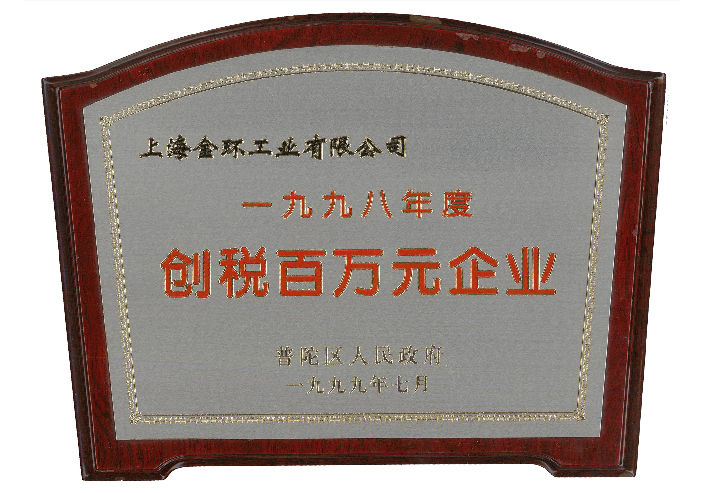 上海金环工业有限公司
一九九八年度
创税百万元企业
普陀区人民政府
一九九九年七月